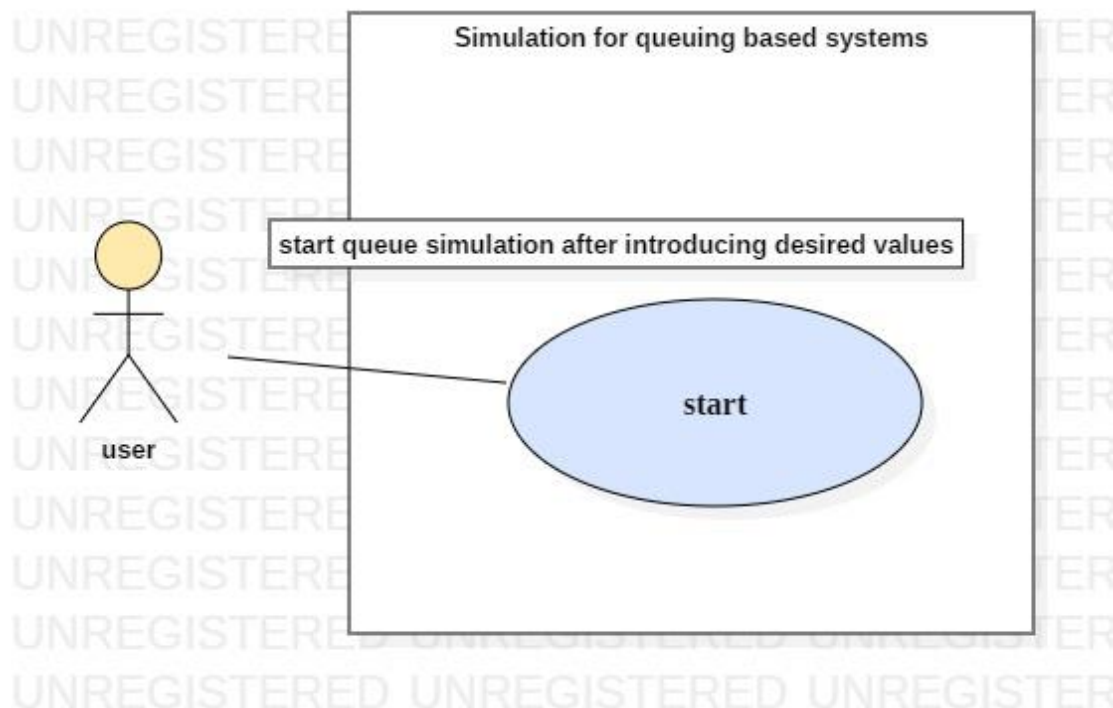 Simulation for queuing based systems
start queue simulation after introducing desired values
start
user
UNREGISTERED UNREGISTERED UNREGISTERED